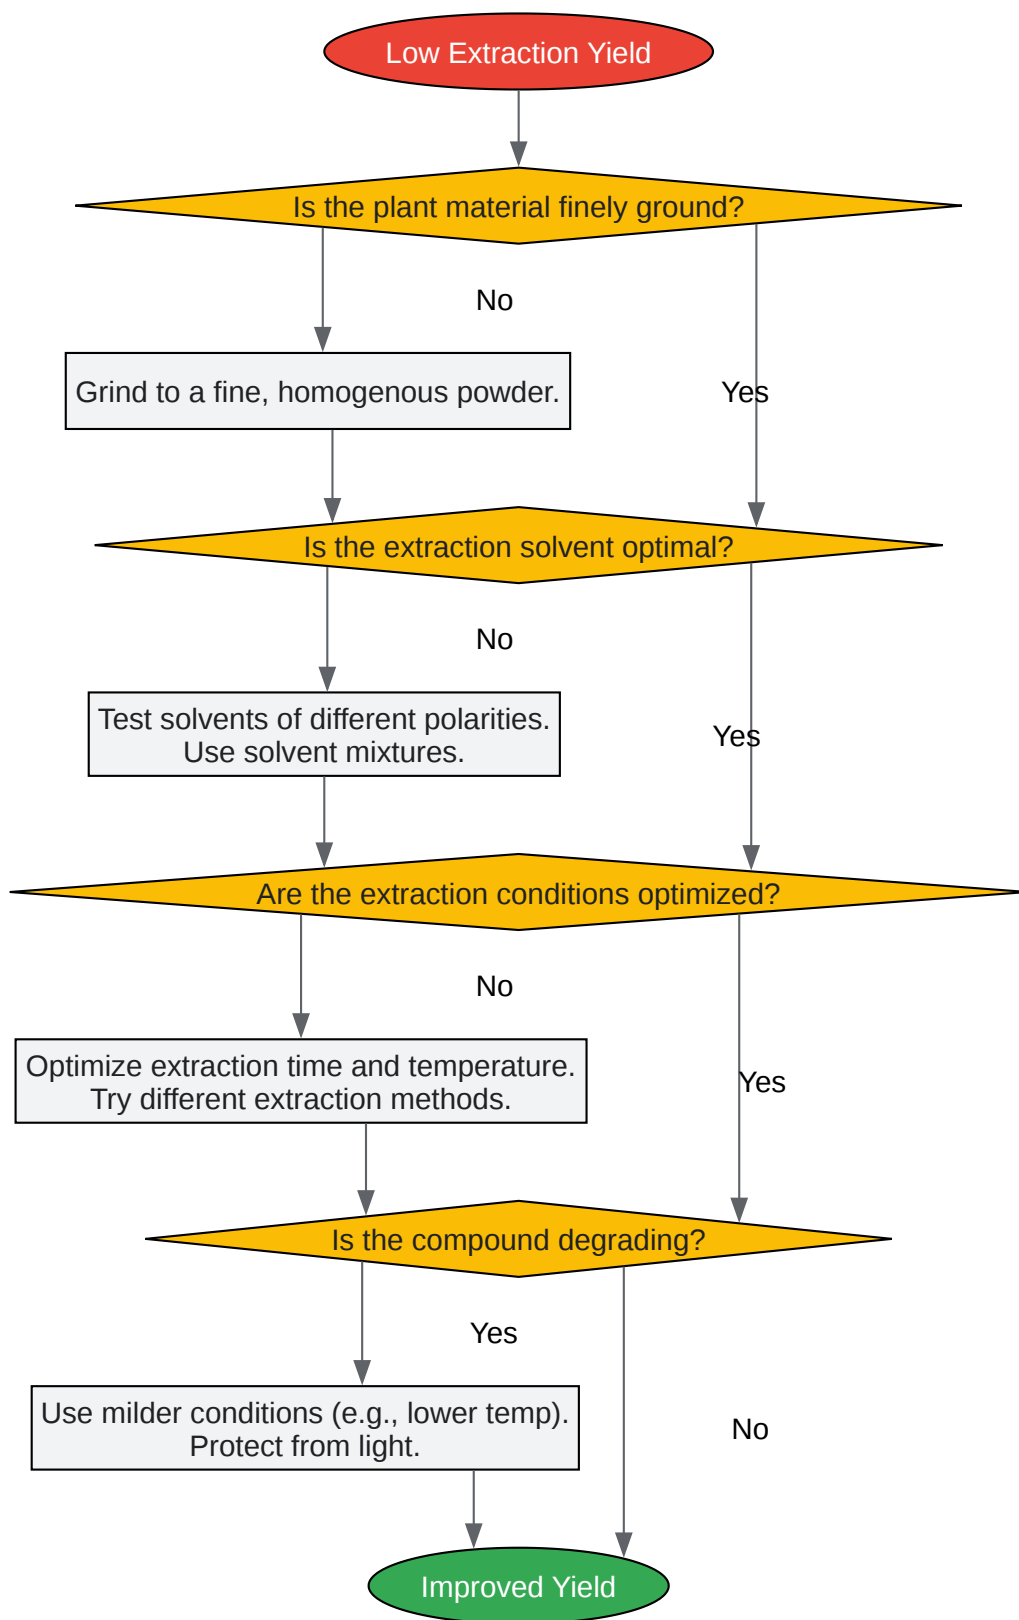 Low Extraction Yield
Is the plant material finely ground?
No
Grind to a fine, homogenous powder.
Yes
Is the extraction solvent optimal?
No
Test solvents of different polarities.
Use solvent mixtures.
Yes
Are the extraction conditions optimized?
No
Optimize extraction time and temperature.
Try different extraction methods.
Yes
Is the compound degrading?
Yes
Use milder conditions (e.g., lower temp).
Protect from light.
No
Improved Yield